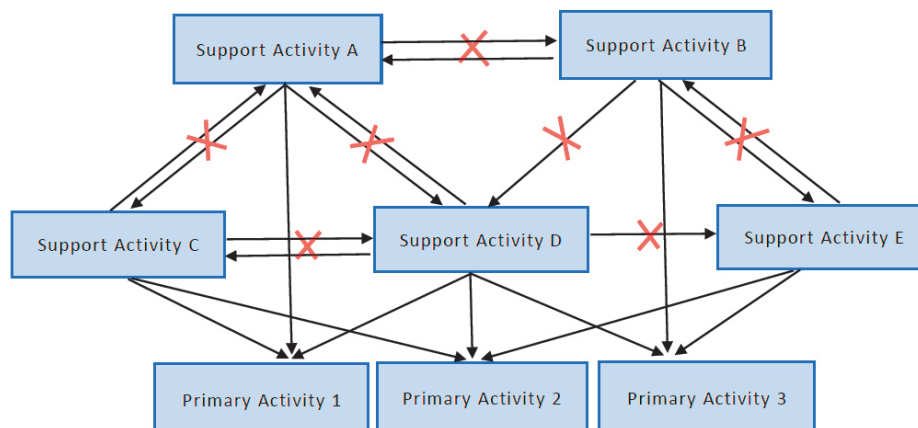 Support Activity A
Support Activity B
Support Activity C
Support Activity D
Support Activity E
Primary Activity 1
Primary Activity 2
Primary Activity 3